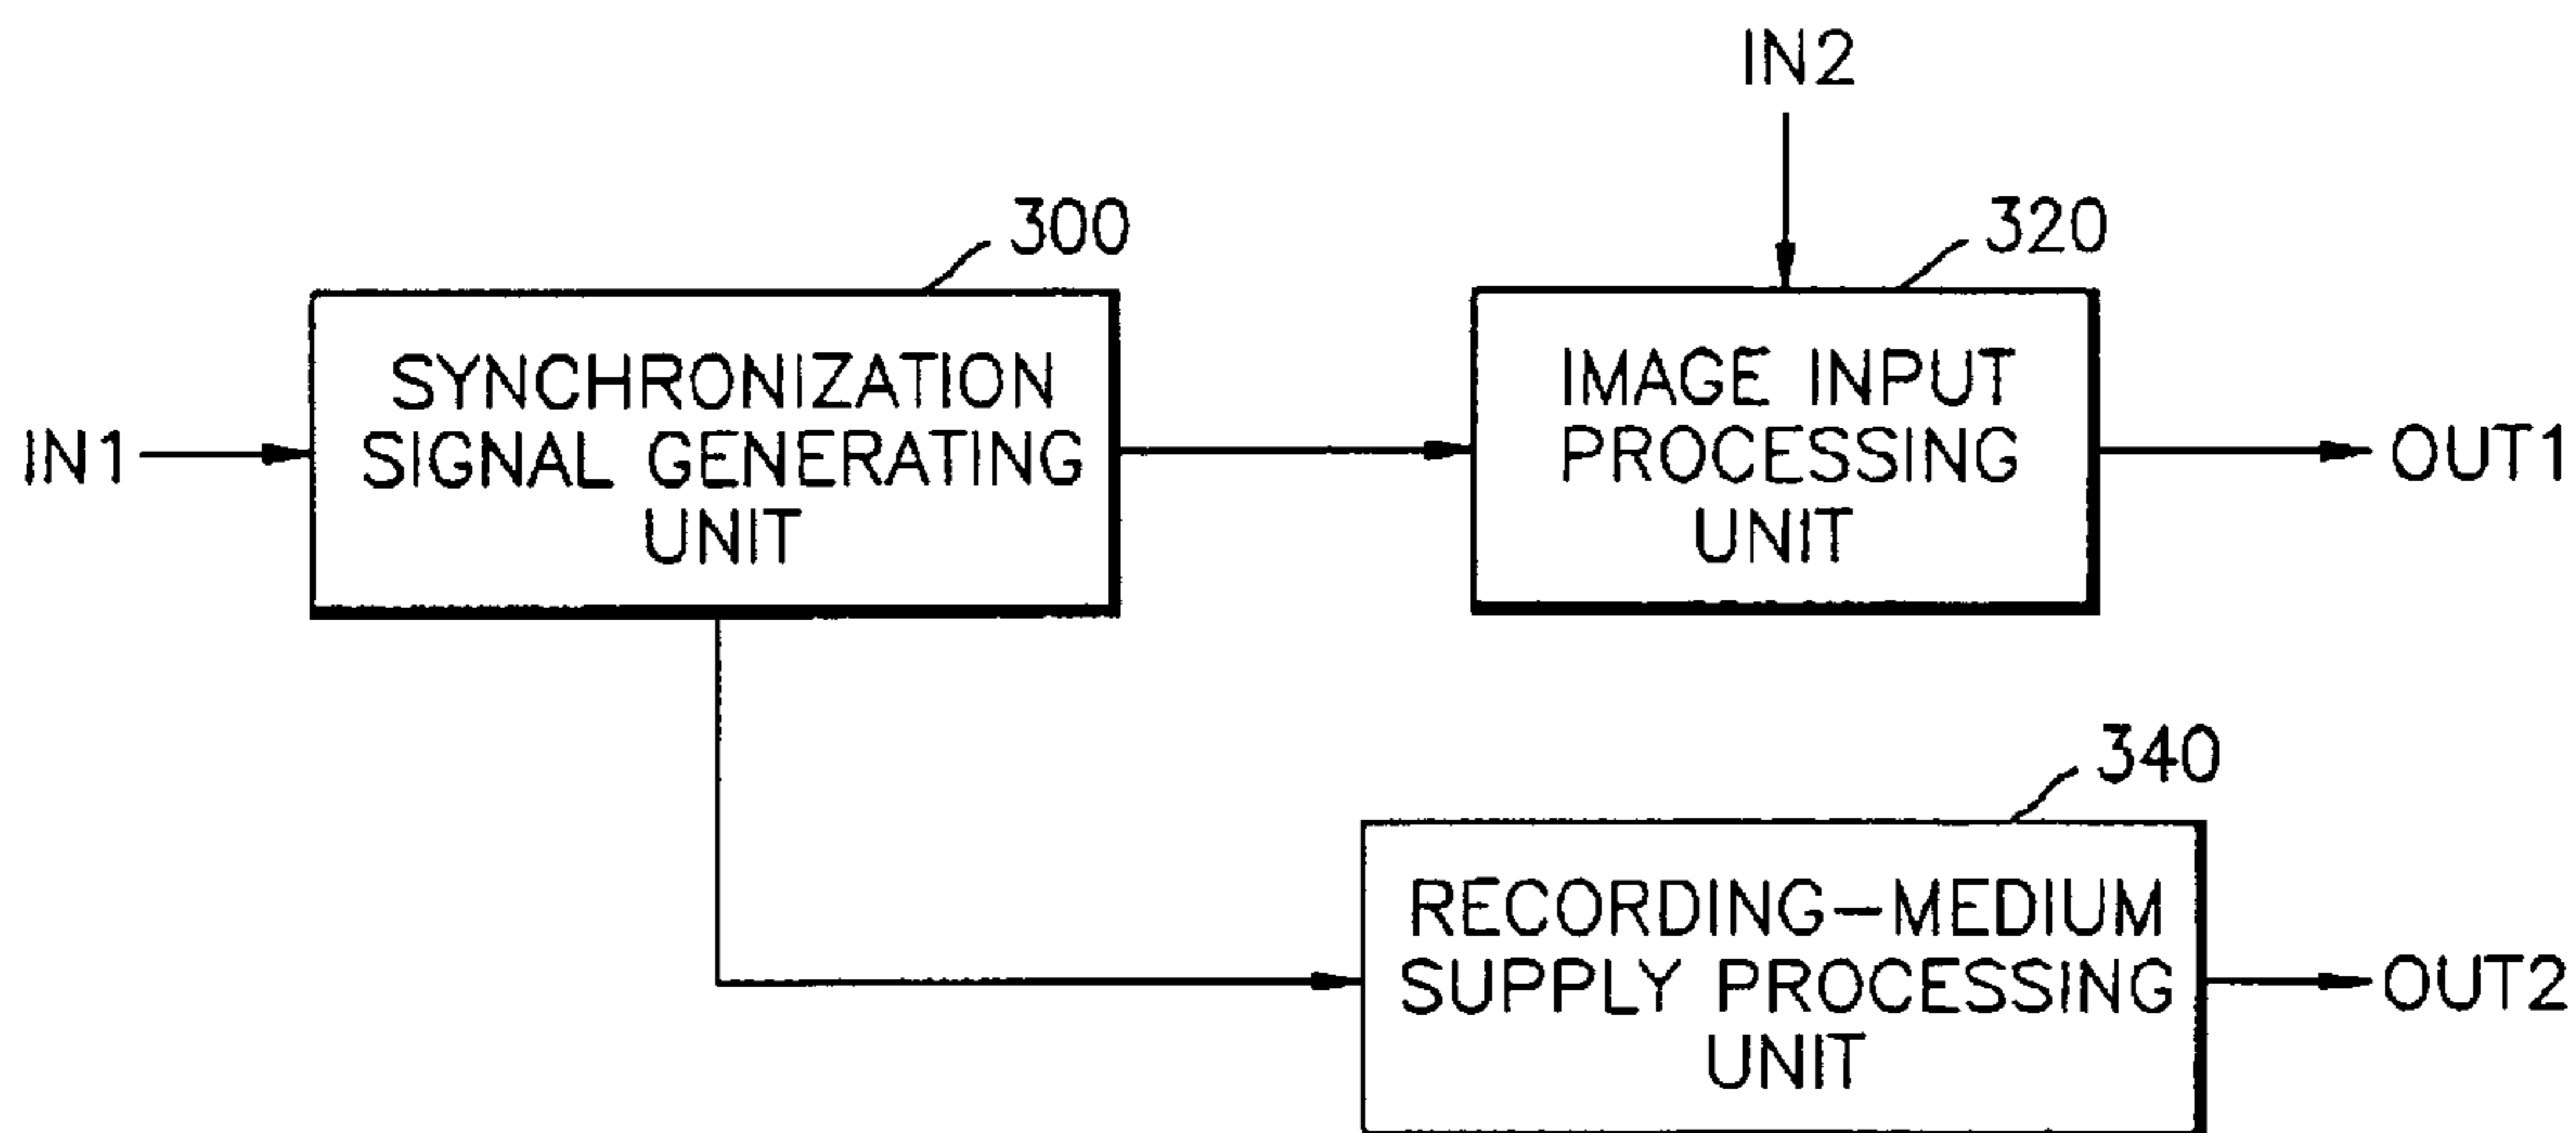 IN2
300
320
SYNCHRONIZATION
SIGNAL GENERATING
UNIT
IMAGE INPUT
PROCESSING
UNIT
IN1
OUT1
340
RECORDING-MEDIUM
SUPPLY PROCESSING
UNIT
OUT2